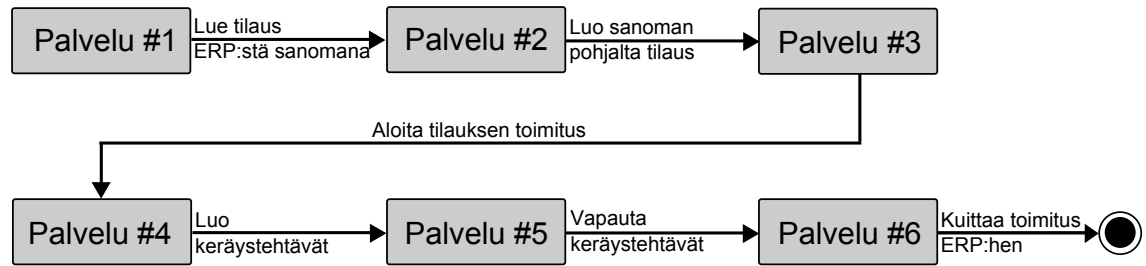 Palvelu #1
Lue tilaus
ERP:stä sanomana
Palvelu #2
Luo sanoman
pohjalta tilaus
Palvelu #3
Aloita tilauksen toimitus
Palvelu #4
Luo
keräystehtävät
Palvelu #5
Vapauta
keräystehtävät
Palvelu #6
Kuittaa toimitus
ERP:hen